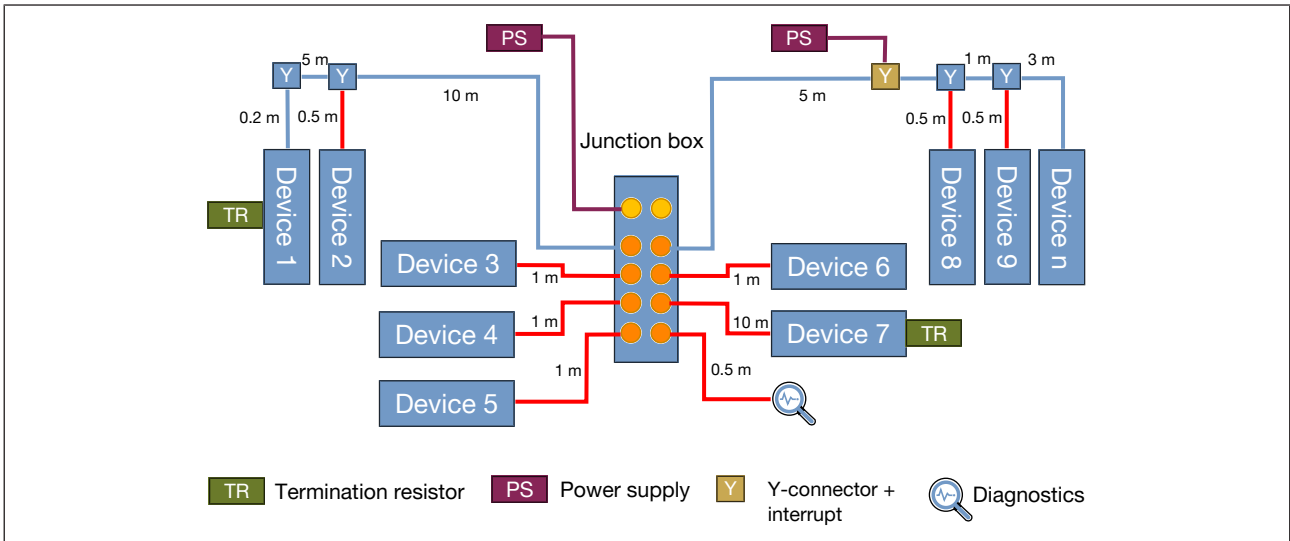 PS
PS
5 m
1 m
3 m
Y
Y
Y
Y
Y
10 m
5 m
0.2 m
0.5 m
0.5 m
0.5 m
Junction box
Device 1
Device 2
Device 8
Device 9
Device n
TR
Device 3
Device 6
1 m
1 m
Device 4
1 m
10 m
Device 7
TR
1 m
0.5 m
Device 5
TR
Termination resistor
PS
Power supply
Y
Y-connector +
interrupt
Diagnostics